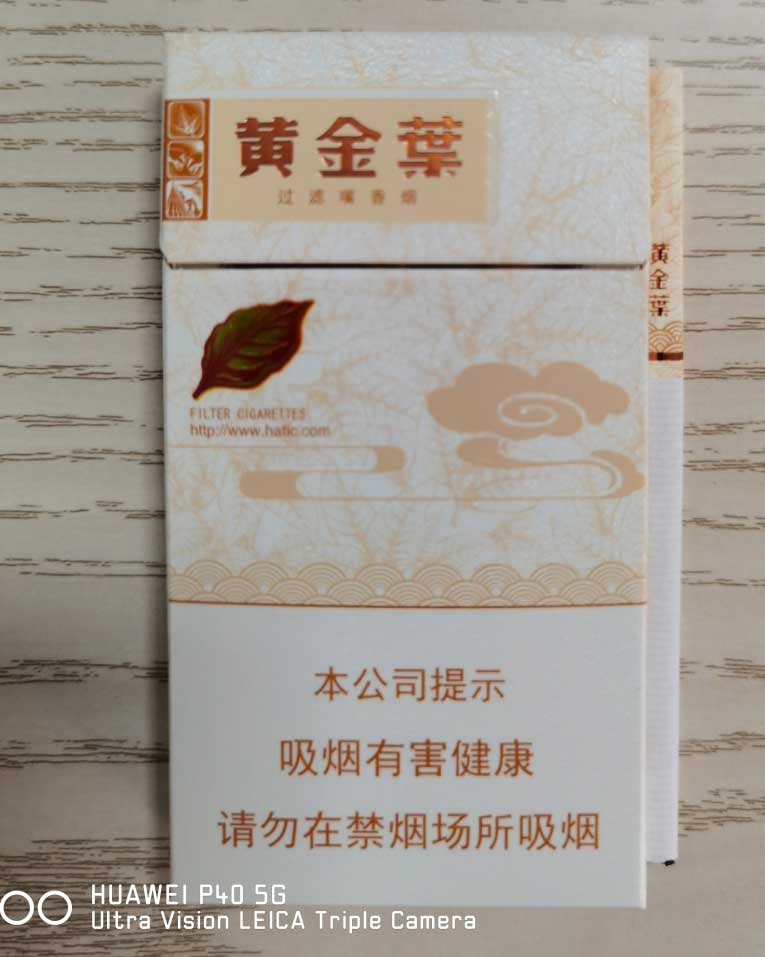 黄金葉
过滤嘴香烟
黄金葉
FILTER CIGARETTES
http://www.hatic.com
本公司提示
吸烟有害健康
请勿在禁烟场所吸烟
HUAWEI P40 5G
Ultra Vision LEICA Triple Camera